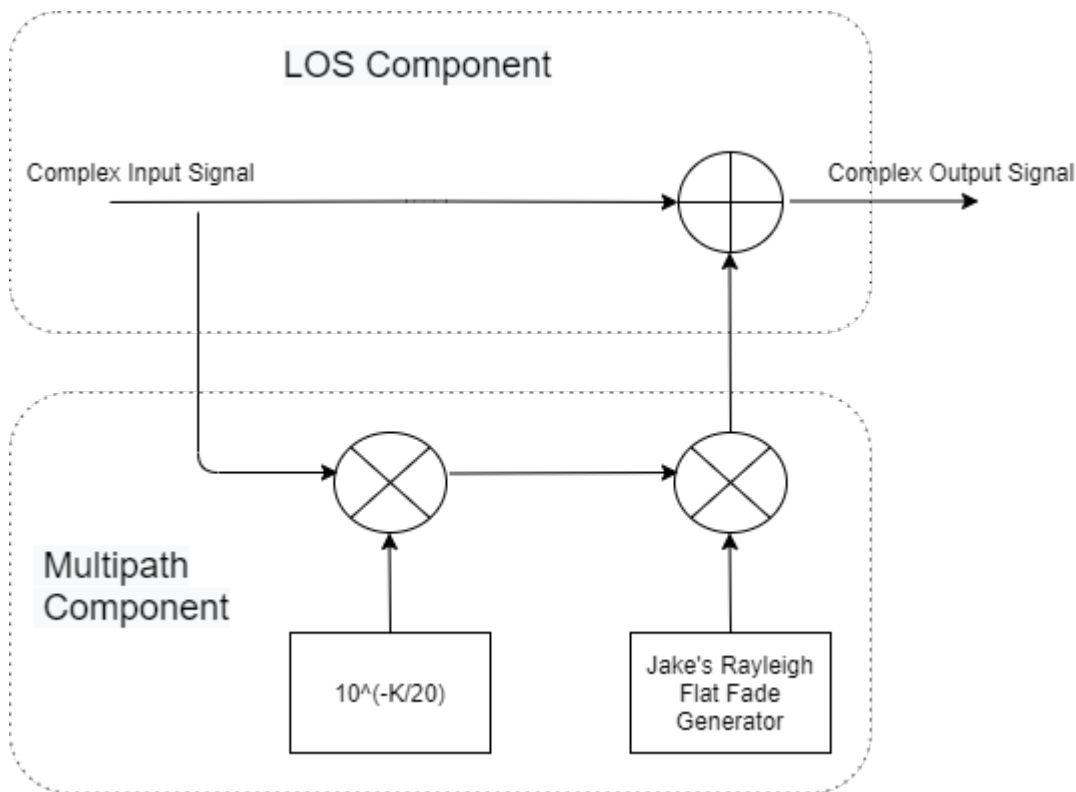 LOS Component
Complex Input Signal
Complex Output Signal
Multipath
Component
10^(-K/20)
Jake's Rayleigh
Flat Fade
Generator